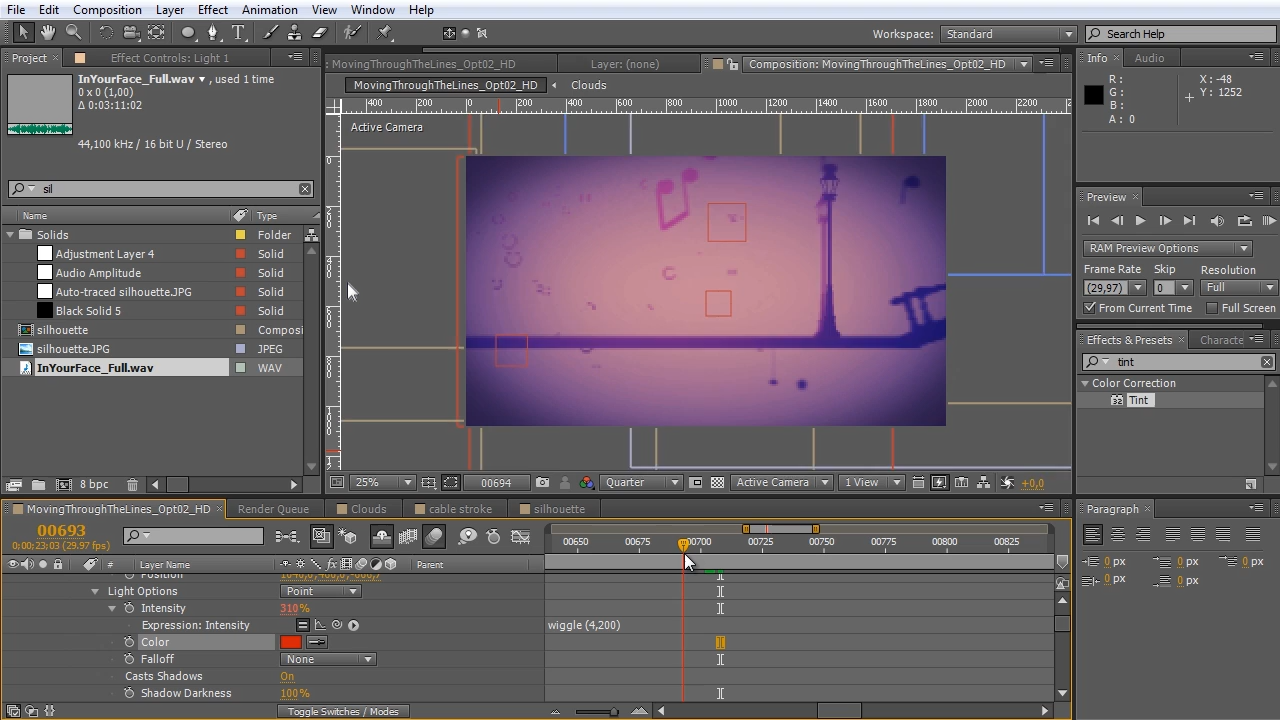 File Edit Composition Layer Effect Animation View Window Help
Workspace: Standard
Search Help
Project Effect Controls: Light 1
: MovingThroughTheLines_Opt02_HD Layer: (none) Composition: MovingThroughTheLines_Opt02_HD
Info Audio
InYourFace_Full.wav , used 1 time
0 x 0 (1,00)
Δ 0:03:11:02
44,100 kHz / 16 bit U / Stereo
MovingThroughTheLines_Opt02_HD Clouds
400 200 0 200 400 600 800 1000 1200 1400 1600 1800 2000 2200
Active Camera
R : X : -48
G : Y : 1252
B :
A : 0
sil
Name Type
Solids Folder
Adjustment Layer 4 Solid
Audio Amplitude Solid
Auto-traced silhouette.JPG Solid
Black Solid 5 Solid
silhouette Composi
silhouette.JPG JPEG
InYourFace_Full.wav WAV
8 bpc
Preview
RAM Preview Options
Frame Rate Skip Resolution
(29,97) 0 Full
From Current Time Full Screen
Effects & Presets Characte
tint
Color Correction
32 Tint
25% 00694 Quarter Active Camera 1 View +0,0
MovingThroughTheLines_Opt02_HD Render Queue Clouds cable stroke silhouette
00693
0;00;23;03 (29.97 fps)
00650 00675 00700 00725 00750 00775 00800 00825
# Layer Name Parent
Position
Light Options Point
Intensity 310%
Expression: Intensity wiggle (4,200)
Color
Falloff None
Casts Shadows On
Shadow Darkness 100%
Toggle Switches / Modes
Paragraph
0 px 0 px 0 px
0 px 0 px